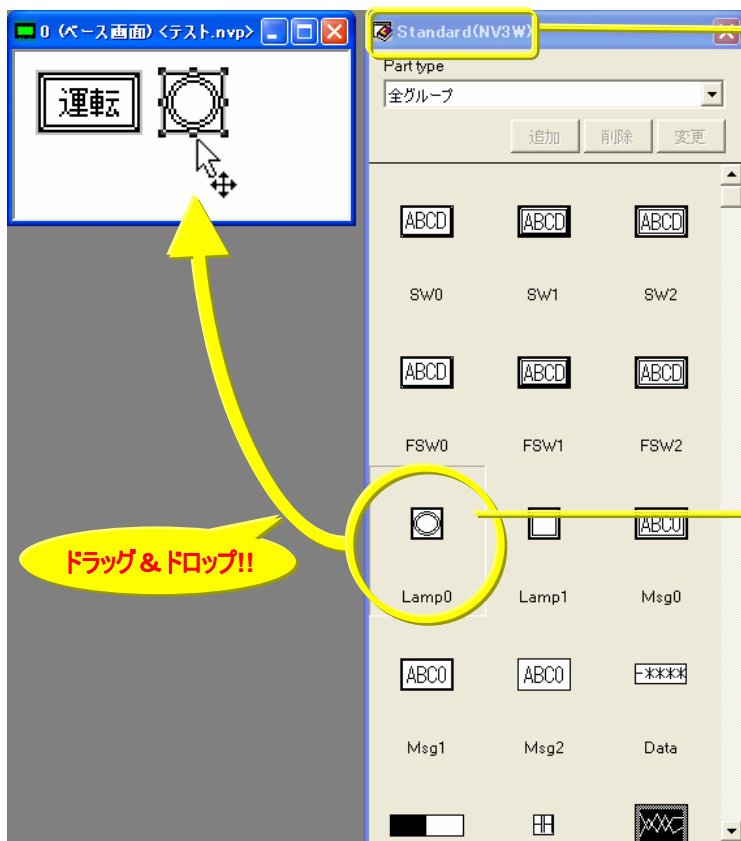 0 (ベース画面) <テスト.nvp>
運転
Standard(NV3W)
Part type
全グループ
追加 削除 変更
ABCD ABCD ABCD
SW0 SW1 SW2
ABCD ABCD ABCD
FSW0 FSW1 FSW2
ABC0
Lamp0 Lamp1 Msg0
ドラッグ & ドロップ!!
ABC0 ABC0 ****
Msg1 Msg2 Data